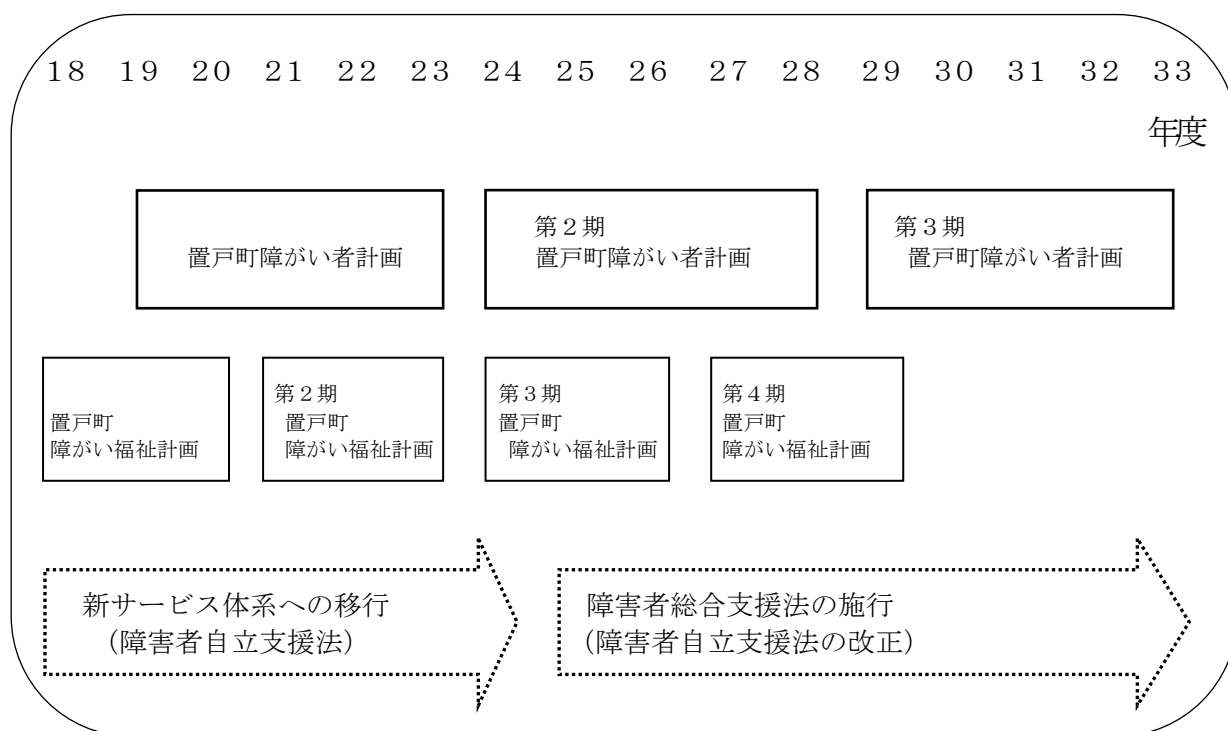 18 19 20 21 22 23 24 25 26 27 28 29 30 31 32 33
年度
置戸町障がい者計画
第2期
置戸町障がい者計画
第3期
置戸町障がい者計画
置戸町
障がい福祉計画
第2期
置戸町
障がい福祉計画
第3期
置戸町
障がい福祉計画
第4期
置戸町
障がい福祉計画
新サービス体系への移行
（障害者自立支援法）
障害者総合支援法の施行
（障害者自立支援法の改正）